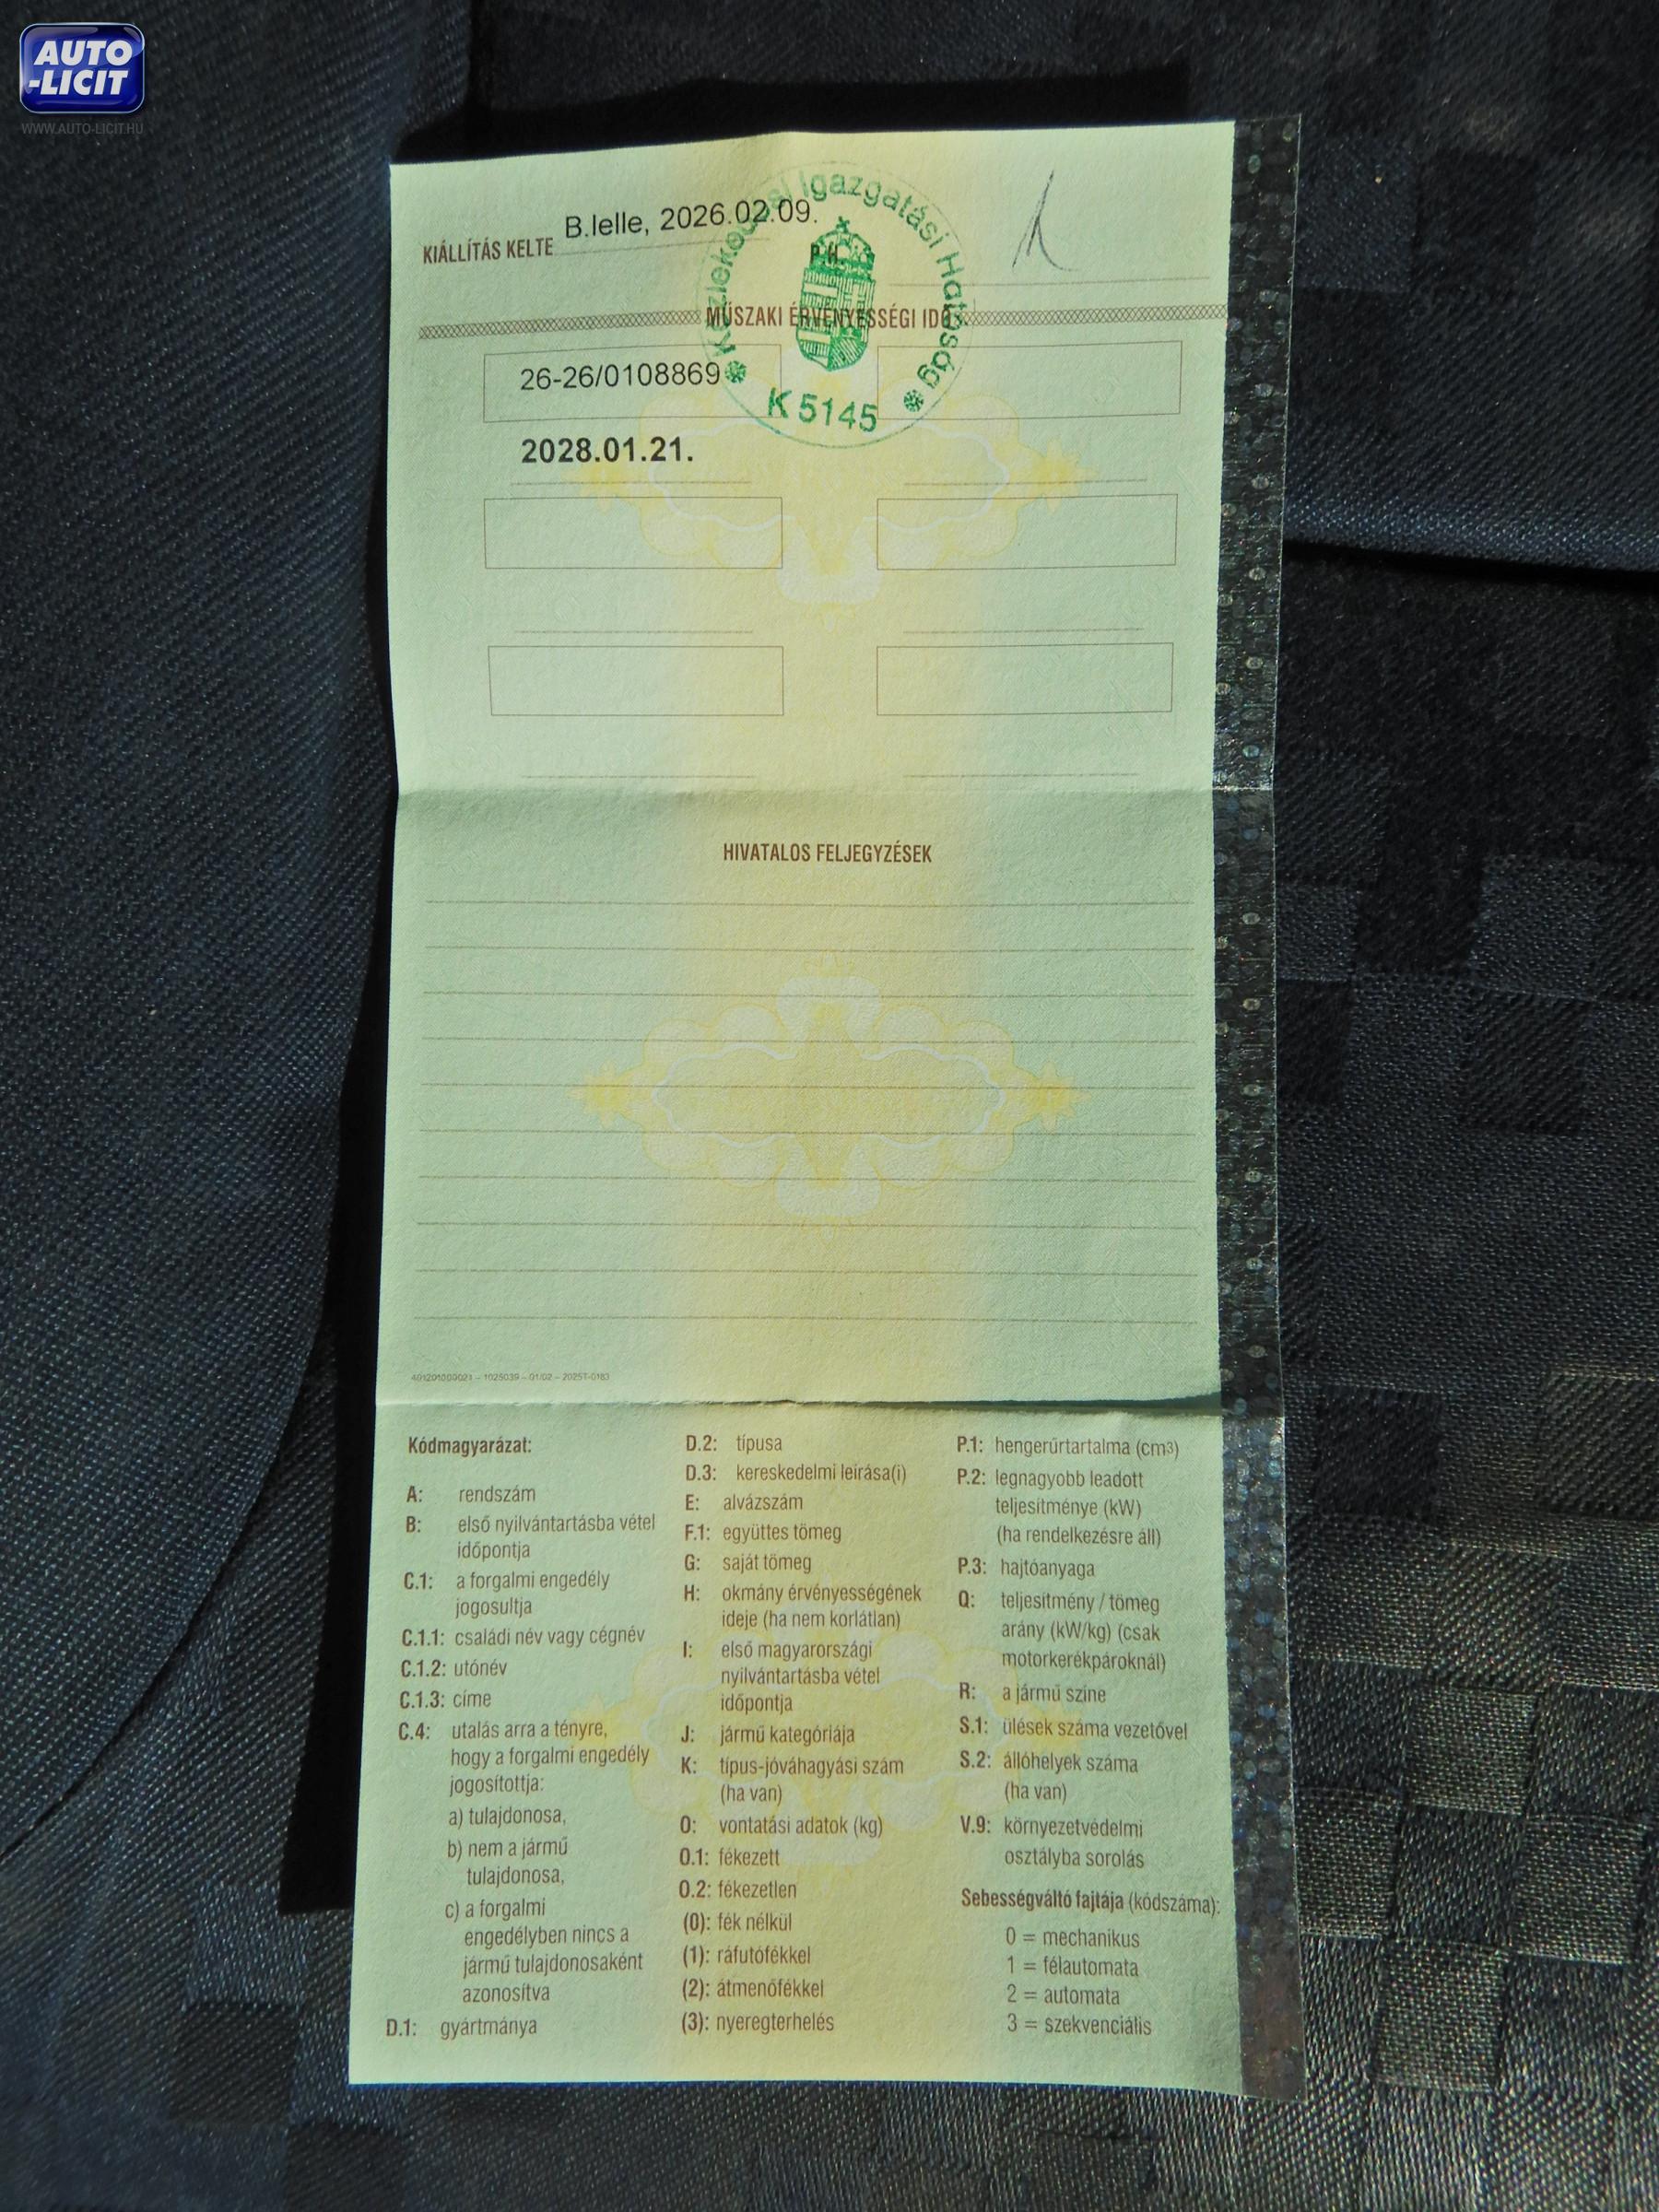 AUTO
-LICIT
WWW.AUTO-LICIT.HU
Közlekedési Igazgatási Hatóság
KIÁLLÍTÁS KELTE B.lelle, 2026.02.09.
P.H.
MŰSZAKI ÉRVÉNYESSÉGI IDŐ
26-26/0108869
K 5145
2028.01.21.
HIVATALOS FELJEGYZÉSEK
Kódmagyarázat:
A: rendszám
B: első nyilvántartásba vétel
időpontja
C.1: a forgalmi engedély
jogosultja
C.1.1: családi név vagy cégnév
C.1.2: utónév
C.1.3: címe
C.4: utalás arra a tényre,
hogy a forgalmi engedély
jogosítottja:
a) tulajdonosa,
b) nem a jármű
tulajdonosa,
c) a forgalmi
engedélyben nincs a
jármű tulajdonosaként
azonosítva
D.1: gyártmánya
D.2: típusa
D.3: kereskedelmi leírása(i)
E: alvázszám
F.1: együttes tömeg
G: saját tömeg
H: okmány érvényességének
ideje (ha nem korlátlan)
I: első magyarországi
nyilvántartásba vétel
időpontja
J: jármű kategóriája
K: típus-jóváhagyási szám
(ha van)
O: vontatási adatok (kg)
O.1: fékezett
O.2: fékezetlen
(0): fék nélkül
(1): ráfutófékkel
(2): átmenőfékkel
(3): nyeregterhelés
P.1: hengerűrtartalma (cm³)
P.2: legnagyobb leadott
teljesítménye (kW)
(ha rendelkezésre áll)
P.3: hajtóanyaga
Q: teljesítmény / tömeg
arány (kW/kg) (csak
motorkerékpároknál)
R: a jármű színe
S.1: ülések száma vezetővel
S.2: állóhelyek száma
(ha van)
V.9: környezetvédelmi
osztályba sorolás
Sebességváltó fajtája (kódszáma):
0 = mechanikus
1 = félautomata
2 = automata
3 = szekvenciális